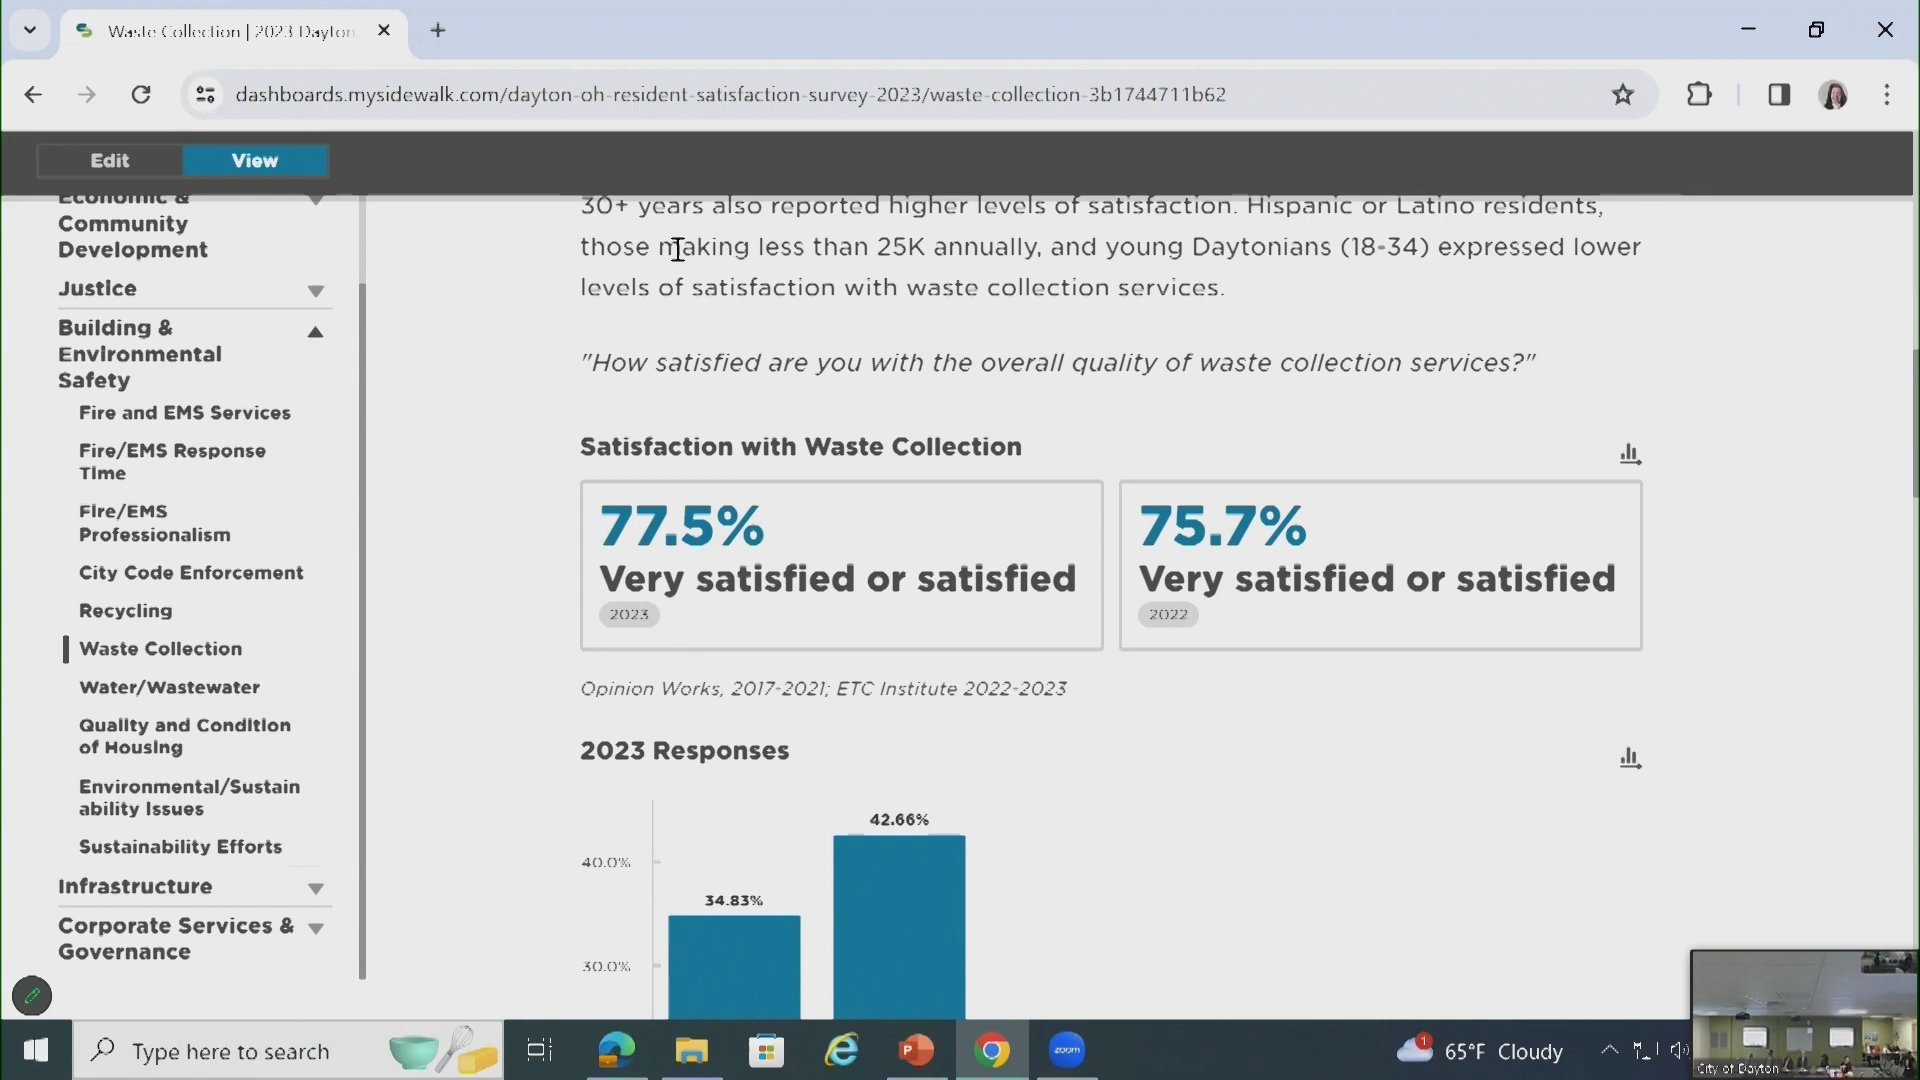 Waste Collection | 2023 Dayton
dashboards.mysidewalk.com/dayton-oh-resident-satisfaction-survey-2023/waste-collection-3b1744711b62
Edit
View
Economic &
Community
Development
Justice
Building &
Environmental
Safety
Fire and EMS Services
Fire/EMS Response
Time
Fire/EMS
Professionalism
City Code Enforcement
Recycling
Waste Collection
Water/Wastewater
Quality and Condition
of Housing
Environmental/Sustain
ability Issues
Sustainability Efforts
Infrastructure
Corporate Services &
Governance
30+ years also reported higher levels of satisfaction. Hispanic or Latino residents,
those making less than 25K annually, and young Daytonians (18-34) expressed lower
levels of satisfaction with waste collection services.
"How satisfied are you with the overall quality of waste collection services?"
Satisfaction with Waste Collection
77.5%
Very satisfied or satisfied
2023
75.7%
Very satisfied or satisfied
2022
Opinion Works, 2017-2021; ETC Institute 2022-2023
2023 Responses
42.66%
40.0%
34.83%
30.0%
Type here to search
P
zoom
1
65°F Cloudy
City of Dayton